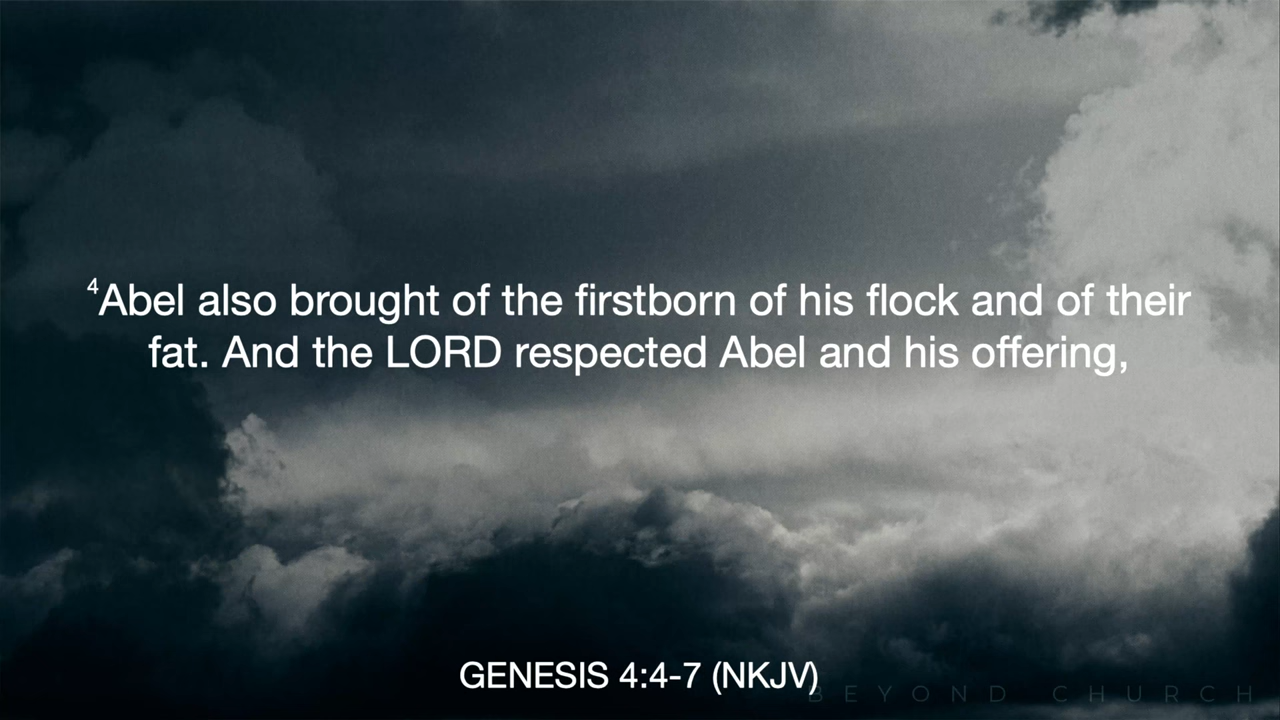 ⁴Abel also brought of the firstborn of his flock and of their
fat. And the LORD respected Abel and his offering,
GENESIS 4:4-7 (NKJV)
BEYOND CHURCH